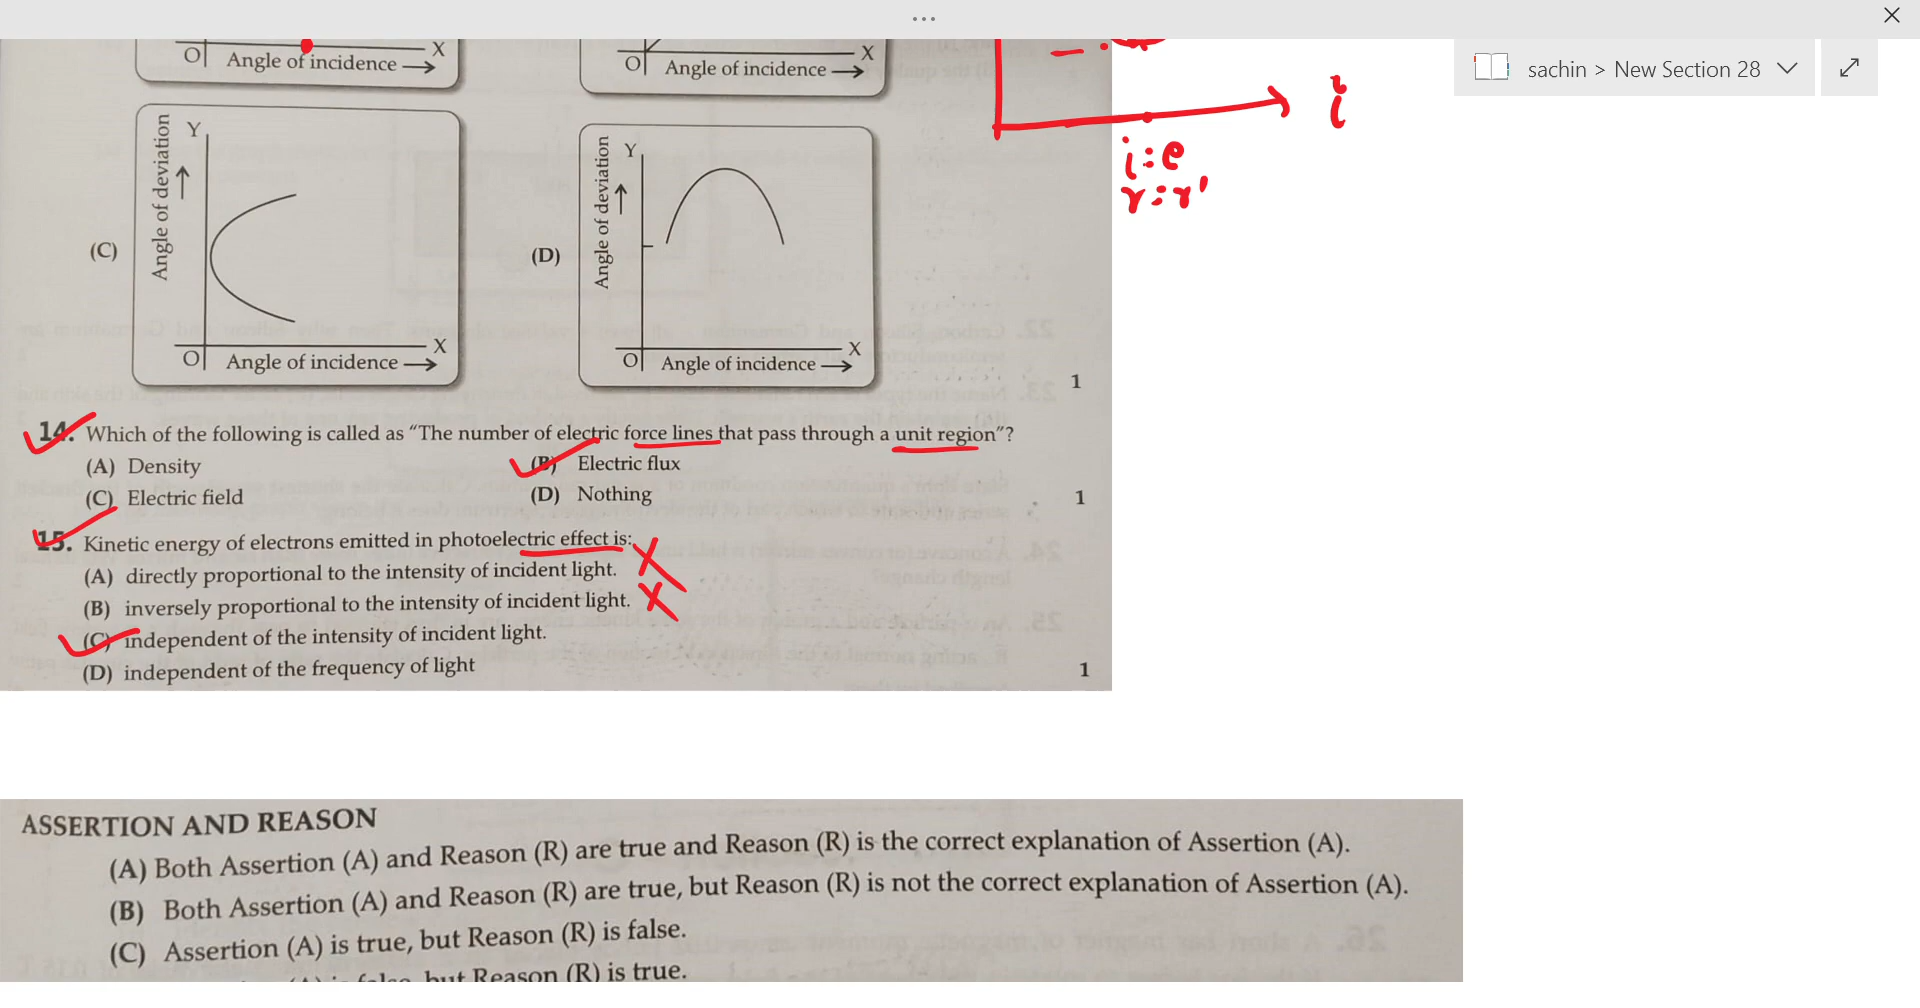 sachin > New Section 28
O Angle of incidence X
O Angle of incidence X
i
i = e
r = r'
(C) Angle of deviation Y
O Angle of incidence X
(D) Angle of deviation Y
O Angle of incidence X
1
14. Which of the following is called as “The number of electric force lines that pass through a unit region”?
(A) Density (B) Electric flux
(C) Electric field (D) Nothing
1
15. Kinetic energy of electrons emitted in photoelectric effect is:
(A) directly proportional to the intensity of incident light.
(B) inversely proportional to the intensity of incident light.
(C) independent of the intensity of incident light.
(D) independent of the frequency of light
1
ASSERTION AND REASON
(A) Both Assertion (A) and Reason (R) are true and Reason (R) is the correct explanation of Assertion (A).
(B) Both Assertion (A) and Reason (R) are true, but Reason (R) is not the correct explanation of Assertion (A).
(C) Assertion (A) is true, but Reason (R) is false.
but Reason (R) is true.